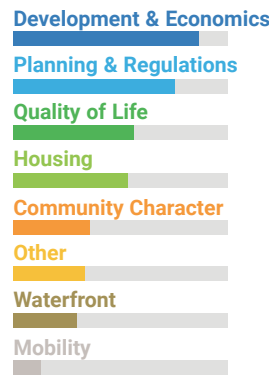 Development & Economics
Planning & Regulations
Quality of Life
Housing
Community Character
Other
Waterfront
Mobility